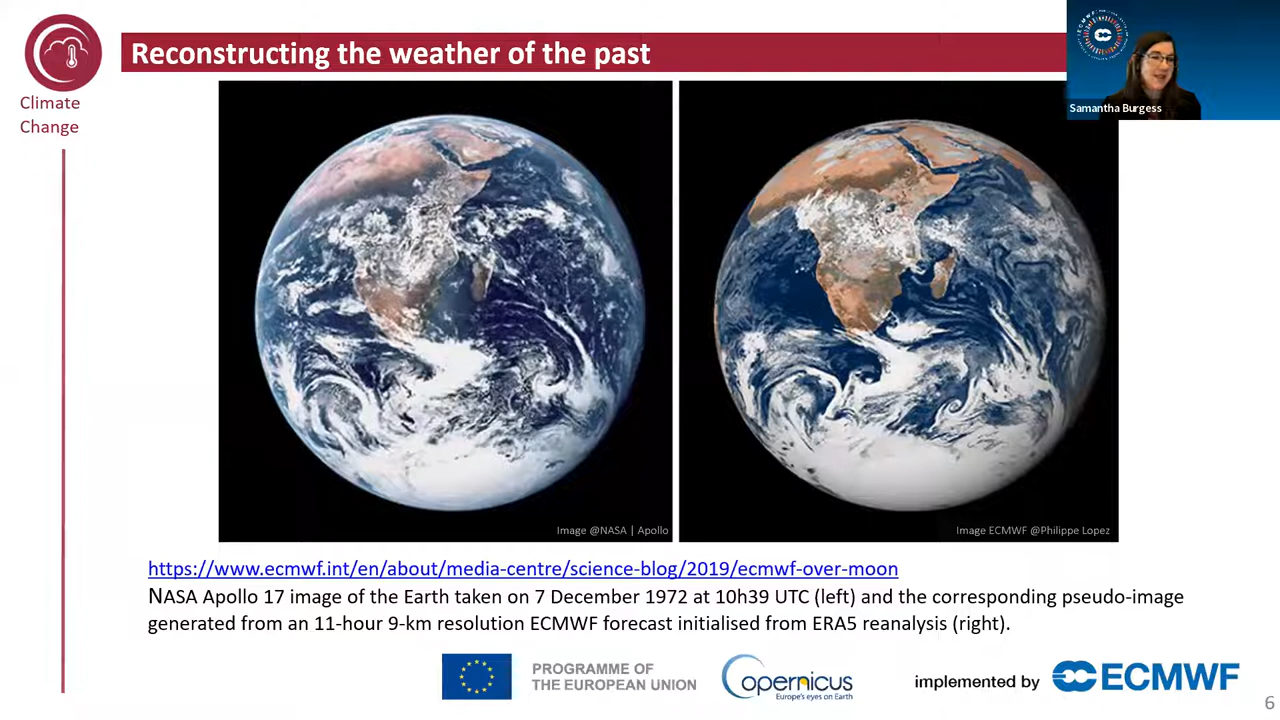 Reconstructing the weather of the past
Climate
Change
Samantha Burgess
Image @NASA | Apollo
Image ECMWF @Philippe Lopez
https://www.ecmwf.int/en/about/media-centre/science-blog/2019/ecmwf-over-moon
NASA Apollo 17 image of the Earth taken on 7 December 1972 at 10h39 UTC (left) and the corresponding pseudo-image
generated from an 11-hour 9-km resolution ECMWF forecast initialised from ERA5 reanalysis (right).
PROGRAMME OF
THE EUROPEAN UNION
opernicus
Europe's eyes on Earth
implemented by
ECMWF
6